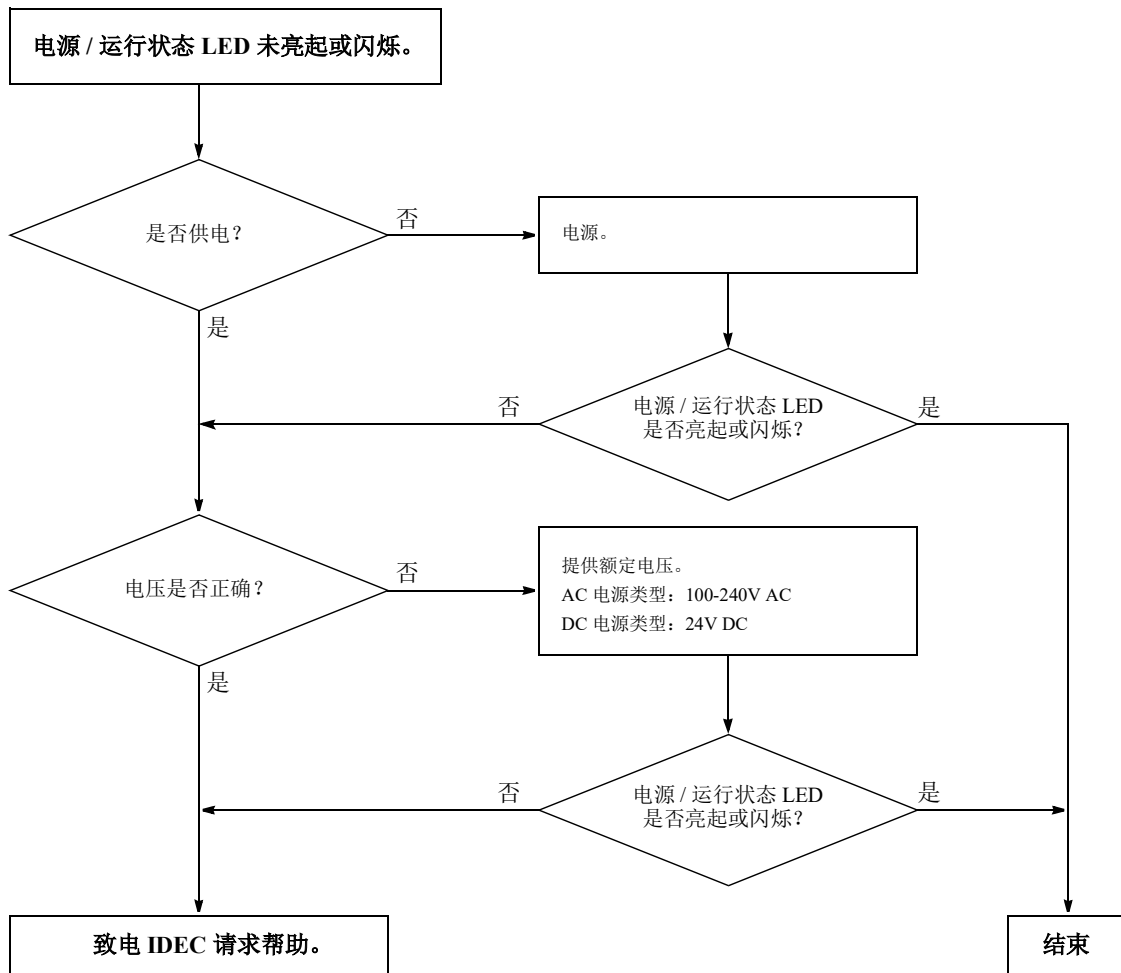 电源 / 运行状态 LED 未亮起或闪烁。
是否供电？
否
电源。
是
电源 / 运行状态 LED
是否亮起或闪烁？
否
是
电压是否正确？
否
提供额定电压。
AC 电源类型：100-240V AC
DC 电源类型：24V DC
是
电源 / 运行状态 LED
是否亮起或闪烁？
否
是
致电 IDEC 请求帮助。
结束